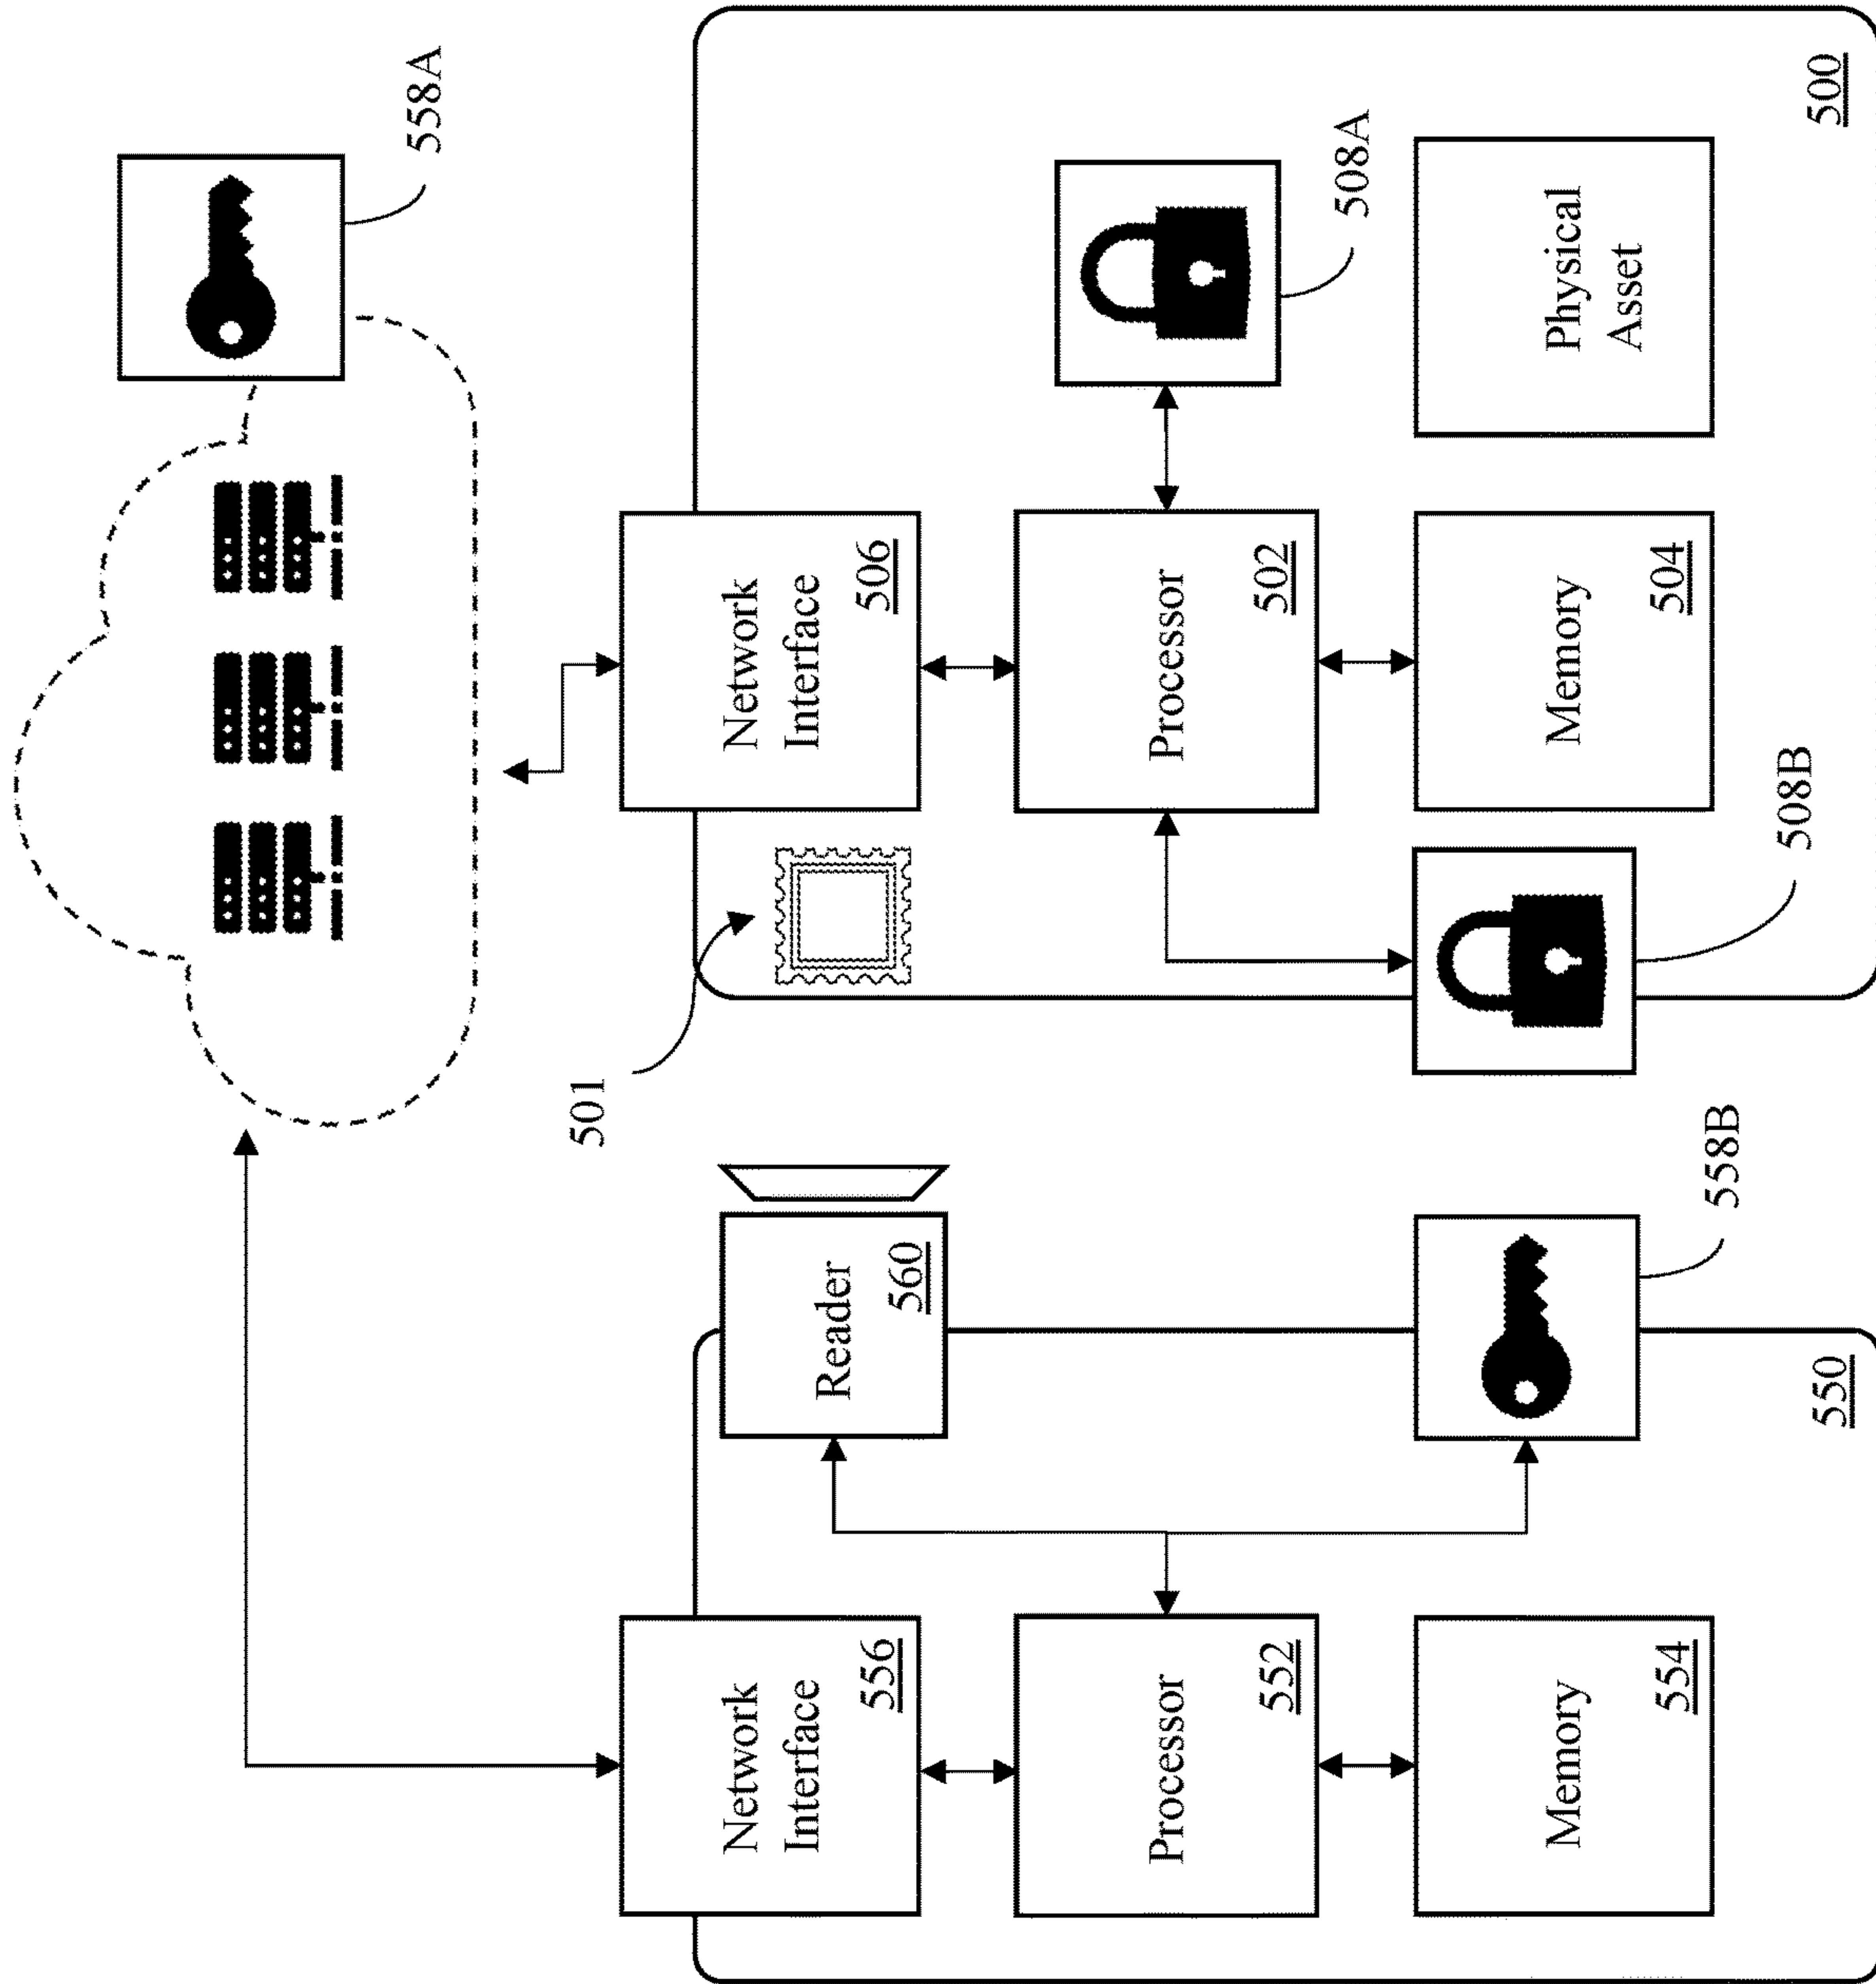 558A
501
Network
Interface
556
Reader
560
Network
Interface
506
Processor
552
Processor
502
508A
Memory
554
558B
508B
Memory
504
Physical
Asset
550
500